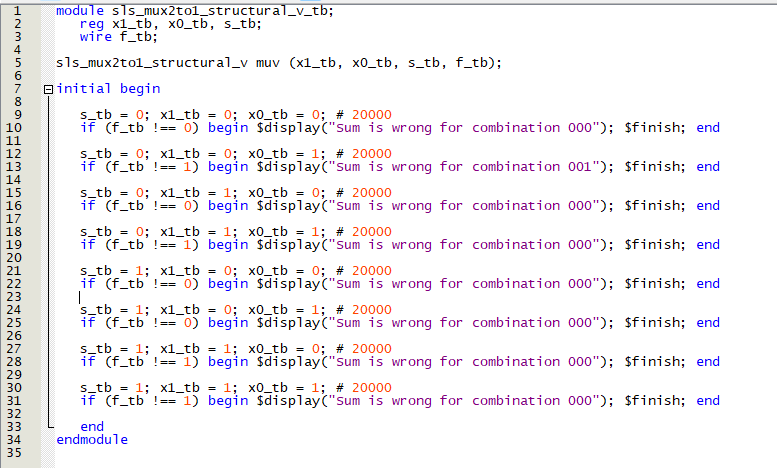 1 module sls_mux2to1_structural_v_tb;
2 reg x1_tb, x0_tb, s_tb;
3 wire f_tb;
4
5 sls_mux2to1_structural_v muv (x1_tb, x0_tb, s_tb, f_tb);
6
7 initial begin
8
9 s_tb = 0; x1_tb = 0; x0_tb = 0; # 20000
10 if (f_tb !== 0) begin $display("Sum is wrong for combination 000"); $finish; end
11
12 s_tb = 0; x1_tb = 0; x0_tb = 1; # 20000
13 if (f_tb !== 1) begin $display("Sum is wrong for combination 001"); $finish; end
14
15 s_tb = 0; x1_tb = 1; x0_tb = 0; # 20000
16 if (f_tb !== 0) begin $display("Sum is wrong for combination 000"); $finish; end
17
18 s_tb = 0; x1_tb = 1; x0_tb = 1; # 20000
19 if (f_tb !== 1) begin $display("Sum is wrong for combination 000"); $finish; end
20
21 s_tb = 1; x1_tb = 0; x0_tb = 0; # 20000
22 if (f_tb !== 0) begin $display("Sum is wrong for combination 000"); $finish; end
23
24 s_tb = 1; x1_tb = 0; x0_tb = 1; # 20000
25 if (f_tb !== 0) begin $display("Sum is wrong for combination 000"); $finish; end
26
27 s_tb = 1; x1_tb = 1; x0_tb = 0; # 20000
28 if (f_tb !== 1) begin $display("Sum is wrong for combination 000"); $finish; end
29
30 s_tb = 1; x1_tb = 1; x0_tb = 1; # 20000
31 if (f_tb !== 1) begin $display("Sum is wrong for combination 000"); $finish; end
32
33 end
34 endmodule
35